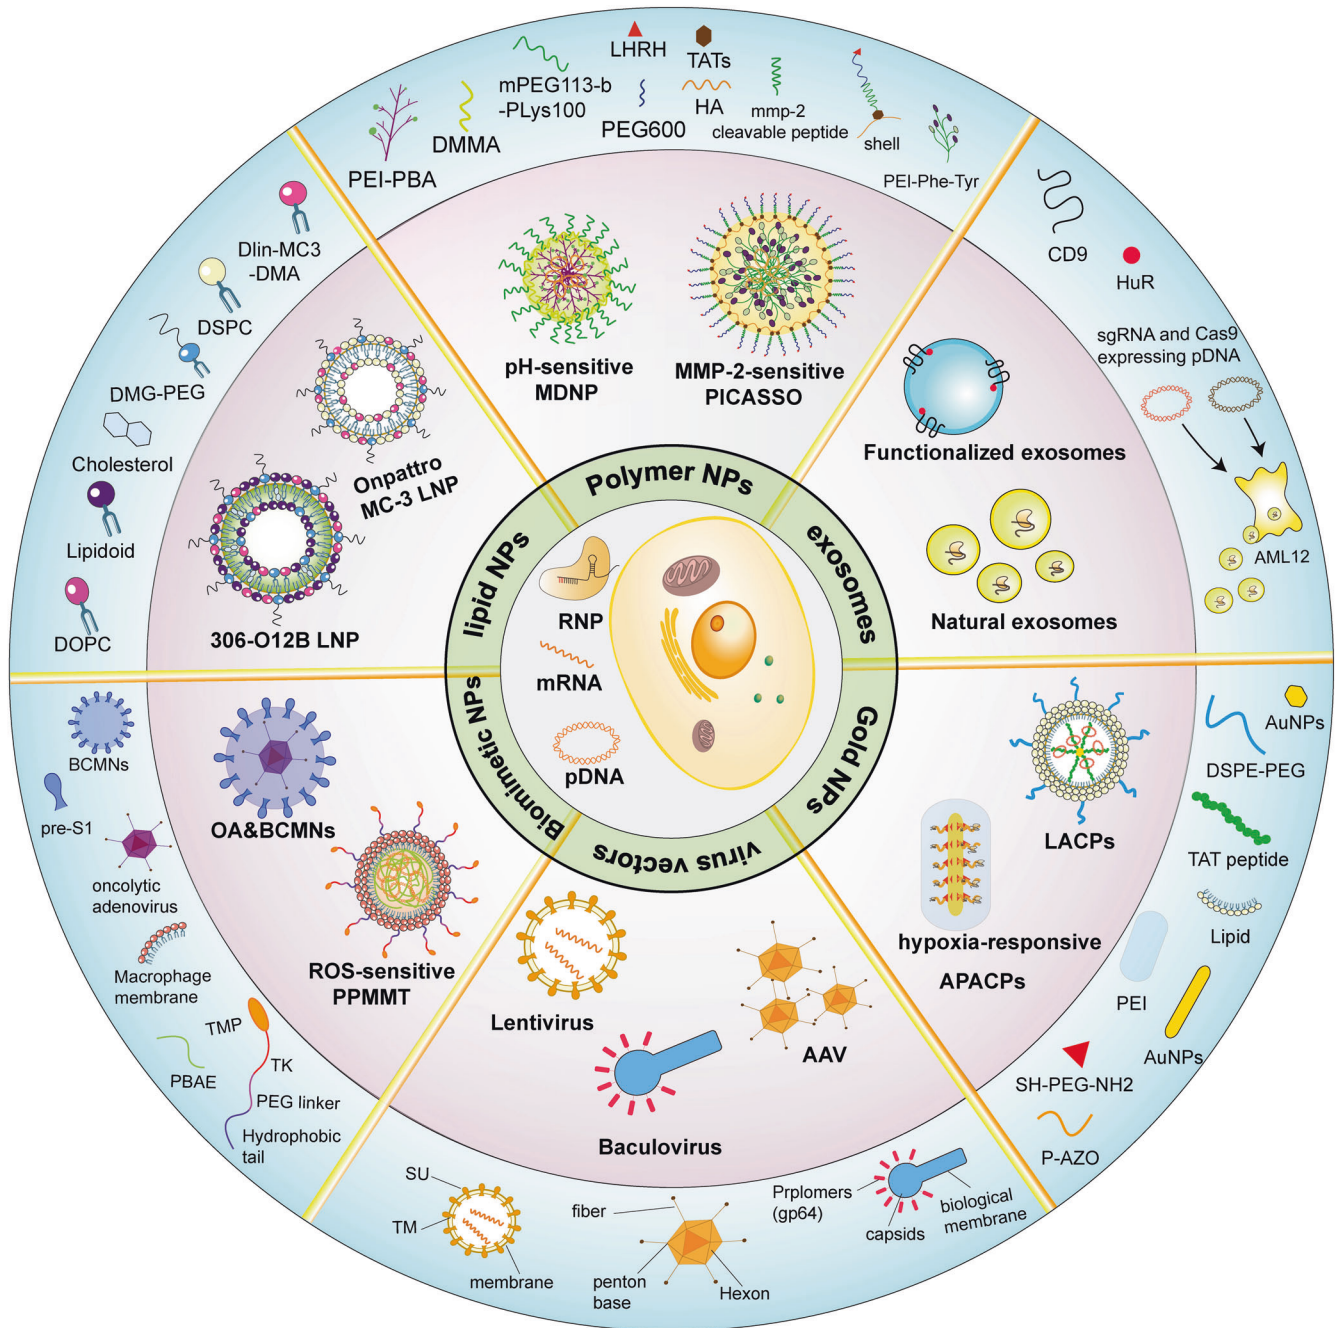 LHRH
TATs
mPEG113-b
-PLys100
HA
mmp-2
cleavable peptide
PEG600
DMMA
shell
PEI-PBA
PEI-Phe-Tyr
pH-sensitive
MDNP
MMP-2-sensitive
PICASSO
Polymer NPs
CD9
HuR
sgRNA and Cas9
expressing pDNA
AML12
Functionalized exosomes
Natural exosomes
exosomes
AuNPs
DSPE-PEG
TAT peptide
Lipid
PEI
AuNPs
SH-PEG-NH2
P-AZO
LACPs
hypoxia-responsive
APACPs
Gold NPs
Lentivirus
AAV
Baculovirus
virus vectors
SU
TM
membrane
fiber
penton
base
Hexon
Prplomers
(gp64)
capsids
biological
membrane
BCMNs
pre-S1
oncolytic
adenovirus
Macrophage
membrane
TMP
TK
PBAE
PEG linker
Hydrophobic
tail
OA&BCMNs
ROS-sensitive
PPMMT
Biomimetic NPs
Dlin-MC3
-DMA
DSPC
DMG-PEG
Cholesterol
Lipidoid
DOPC
Onpattro
MC-3 LNP
306-O12B LNP
lipid NPs
RNP
mRNA
pDNA